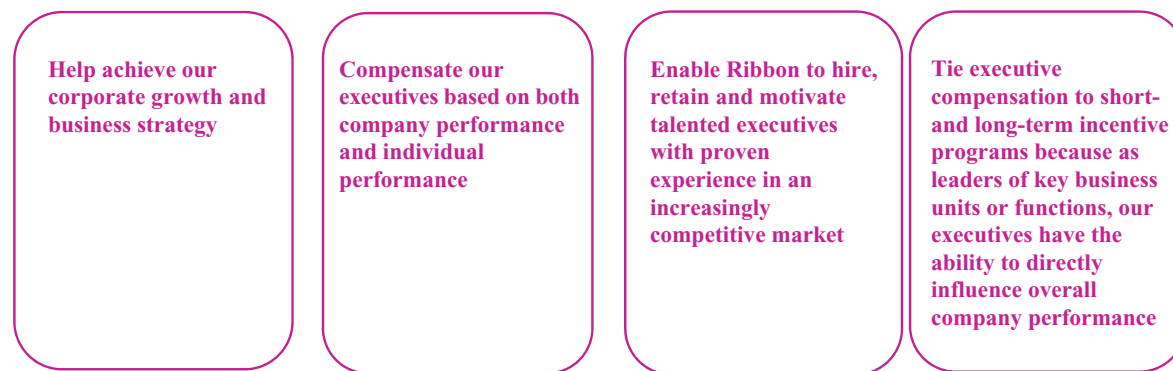 Help achieve our
corporate growth and
business strategy
Compensate our
executives based on both
company performance
and individual
performance
Enable Ribbon to hire,
retain and motivate
talented executives
with proven
experience in an
increasingly
competitive market
Tie executive
compensation to short-
and long-term incentive
programs because as
leaders of key business
units or functions, our
executives have the
ability to directly
influence overall
company performance